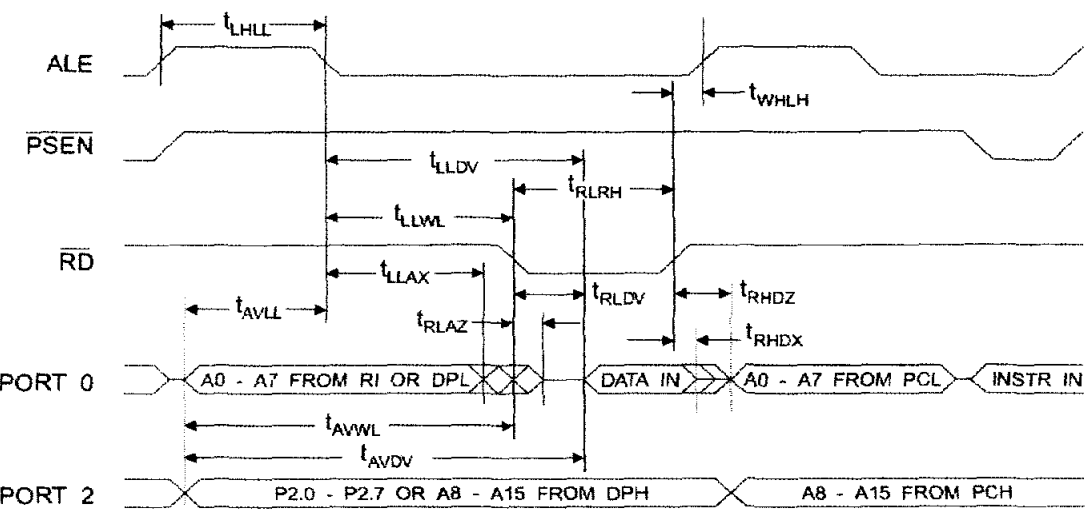 tLHLL
ALE
tWHLH
PSEN
tLLDV
tRLRH
tLLWL
RD
tLLAX
tAVLL
tRLDV
tRHDZ
tRLAZ
tRHDX
PORT 0
A0 - A7 FROM RI OR DPL
DATA IN
A0 - A7 FROM PCL
INSTR IN
tAVWL
tAVDV
PORT 2
P2.0 - P2.7 OR A8 - A15 FROM DPH
A8 - A15 FROM PCH